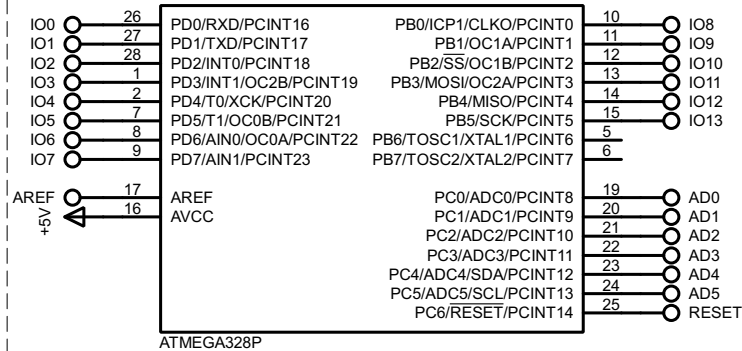 IO0 26 PD0/RXD/PCINT16 PB0/ICP1/CLKO/PCINT0 10 IO8
IO1 27 PD1/TXD/PCINT17 PB1/OC1A/PCINT1 11 IO9
IO2 28 PD2/INT0/PCINT18 PB2/SS/OC1B/PCINT2 12 IO10
IO3 1 PD3/INT1/OC2B/PCINT19 PB3/MOSI/OC2A/PCINT3 13 IO11
IO4 2 PD4/T0/XCK/PCINT20 PB4/MISO/PCINT4 14 IO12
IO5 7 PD5/T1/OC0B/PCINT21 PB5/SCK/PCINT5 15 IO13
IO6 8 PD6/AIN0/OC0A/PCINT22 PB6/TOSC1/XTAL1/PCINT6 5
IO7 9 PD7/AIN1/PCINT23 PB7/TOSC2/XTAL2/PCINT7 6
AREF 17 AREF PC0/ADC0/PCINT8 19 AD0
+5V 16 AVCC PC1/ADC1/PCINT9 20 AD1
PC2/ADC2/PCINT10 21 AD2
PC3/ADC3/PCINT11 22 AD3
PC4/ADC4/SDA/PCINT12 23 AD4
PC5/ADC5/SCL/PCINT13 24 AD5
PC6/RESET/PCINT14 25 RESET
ATMEGA328P